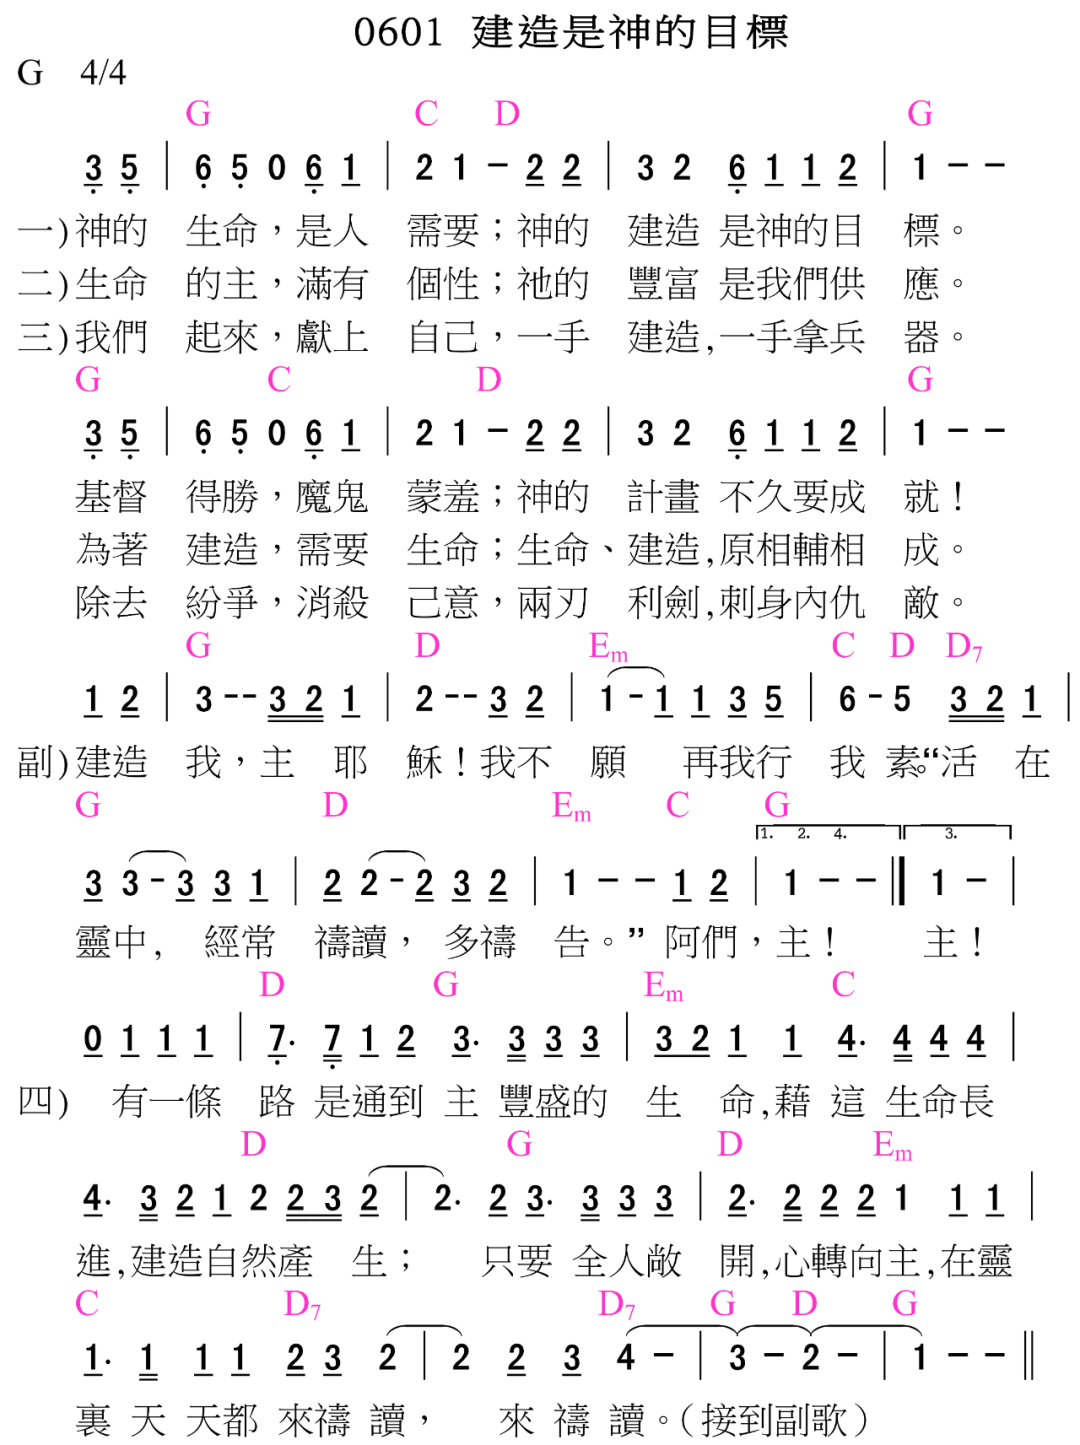 0601 建造是神的目標
G 4/4
G C D G
3 5 | 6 5 0 6 1 | 2 1 - 2 2 | 3 2 6 1 1 2 | 1 - -
一)神的 生命，是人 需要；神的 建造 是神的目 標。
二)生命 的主，滿有 個性；祂的 豐富 是我們供 應。
三)我們 起來，獻上 自己，一手 建造,一手拿兵 器。
G C D G
3 5 | 6 5 0 6 1 | 2 1 - 2 2 | 3 2 6 1 1 2 | 1 - -
基督 得勝，魔鬼 蒙羞；神的 計畫 不久要成 就！
為著 建造，需要 生命；生命、建造,原相輔相 成。
除去 紛爭，消殺 己意，兩刃 利劍,刺身內仇 敵。
G D Em C D D7
1 2 | 3 - - 3 2 1 | 2 - - 3 2 | 1 - 1 1 3 5 | 6 - 5 3 2 1 |
副)建造 我，主 耶 穌！我不 願 再我行 我 素。“活 在
G D Em C G
1. 2. 4. 3.
3 3 - 3 3 1 | 2 2 - 2 3 2 | 1 - - 1 2 | 1 - - || 1 - |
靈中, 經常 禱讀， 多禱 告。” 阿們，主！ 主！
D G Em C
0 1 1 1 | 7. 7 1 2 3. 3 3 3 | 3 2 1 1 4. 4 4 4 |
四) 有一條 路 是通到 主 豐盛的 生 命,藉 這 生命長
D G D Em
4. 3 2 1 2 2 3 2 | 2. 2 3. 3 3 3 | 2. 2 2 2 1 1 1 |
進,建造自然產 生； 只要 全人敞 開,心轉向主,在靈
C D7 D7 G D G
1. 1 1 1 2 3 2 | 2 2 3 4 - | 3 - 2 - | 1 - - ||
裏 天 天都 來禱 讀， 來 禱 讀。（接到副歌）